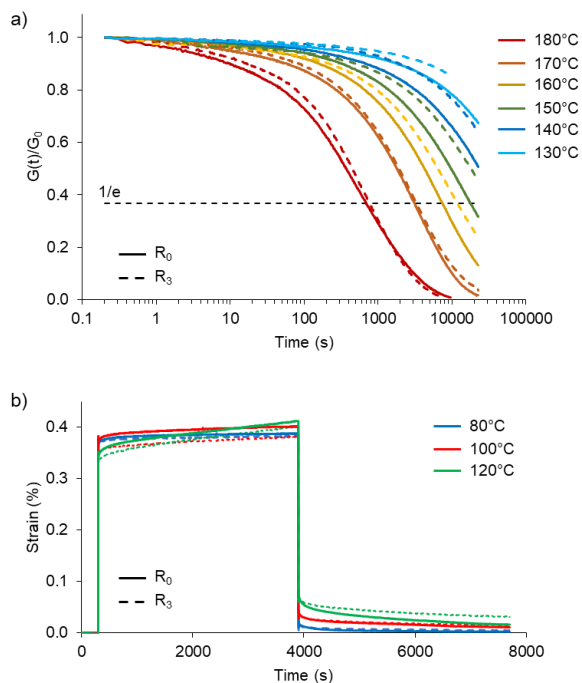 a)
G(t)/G₀
1.0
0.8
0.6
0.4
0.2
0.0
1/e
R₀
R₃
0.1 1 10 100 1000 10000 100000
Time (s)
180°C
170°C
160°C
150°C
140°C
130°C
b)
Strain (%)
0.4
0.3
0.2
0.1
0.0
R₀
R₃
0 2000 4000 6000 8000
Time (s)
80°C
100°C
120°C